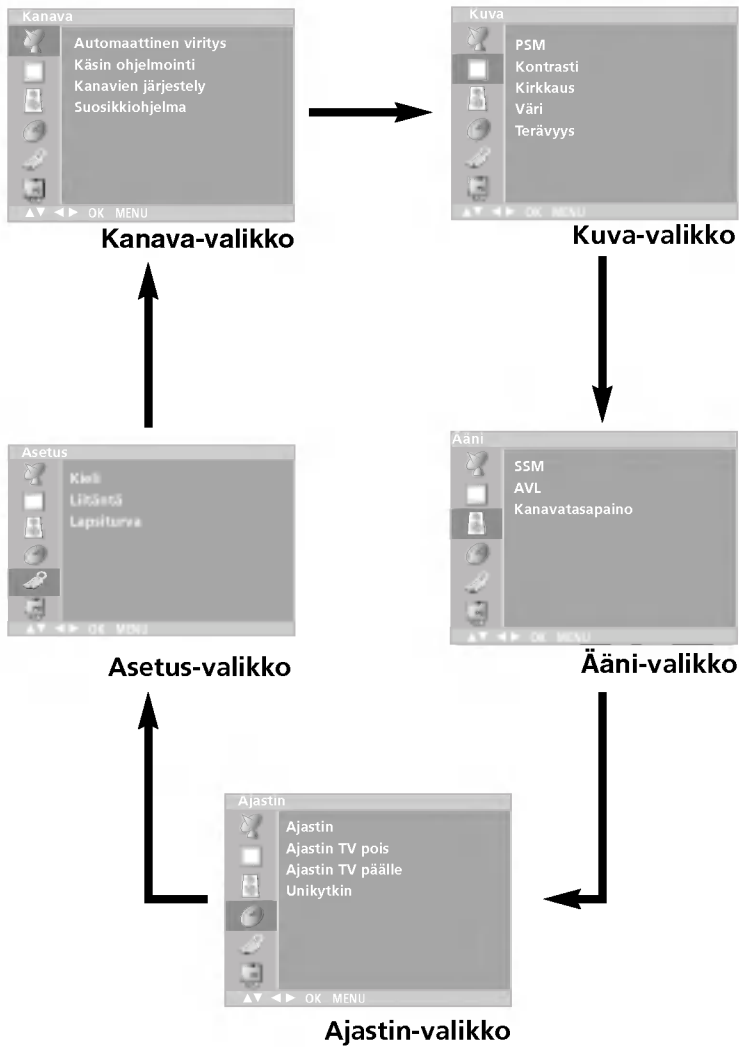 Kanava
Automaattinen viritys
Käsin ohjelmointi
Kanavien järjestely
Suosikkiohjelma
▲▼ ◄► OK MENU
Kanava-valikko
Kuva
PSM
Kontrasti
Kirkkaus
Väri
Terävyys
▲▼ ◄► OK MENU
Kuva-valikko
Asetus
Kieli
Liitäntä
Lapsiturva
▲▼ ◄► OK MENU
Asetus-valikko
Ääni
SSM
AVL
Kanavatasapaino
▲▼ ◄► OK MENU
Ääni-valikko
Ajastin
Ajastin
Ajastin TV pois
Ajastin TV päälle
Unikytkin
▲▼ ◄► OK MENU
Ajastin-valikko